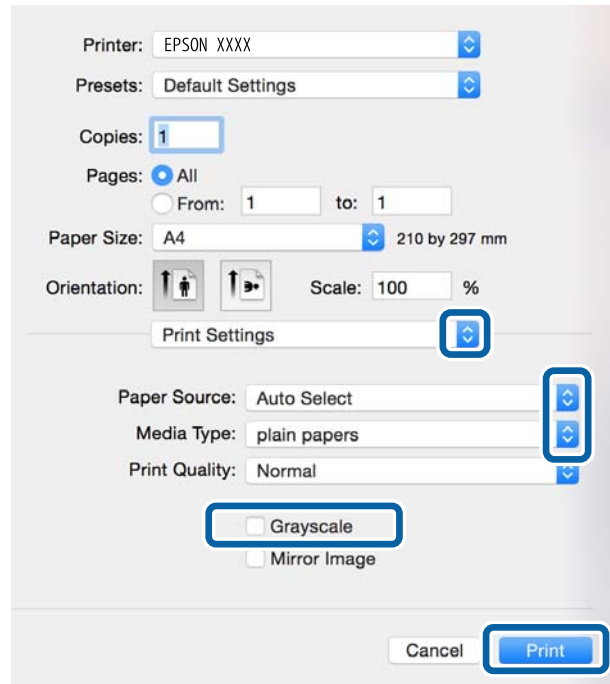 Printer: EPSON XXXX
Presets: Default Settings
Copies: 1
Pages: All
From: 1 to: 1
Paper Size: A4 210 by 297 mm
Orientation: Scale: 100 %
Print Settings
Paper Source: Auto Select
Media Type: plain papers
Print Quality: Normal
Grayscale
Mirror Image
Cancel Print